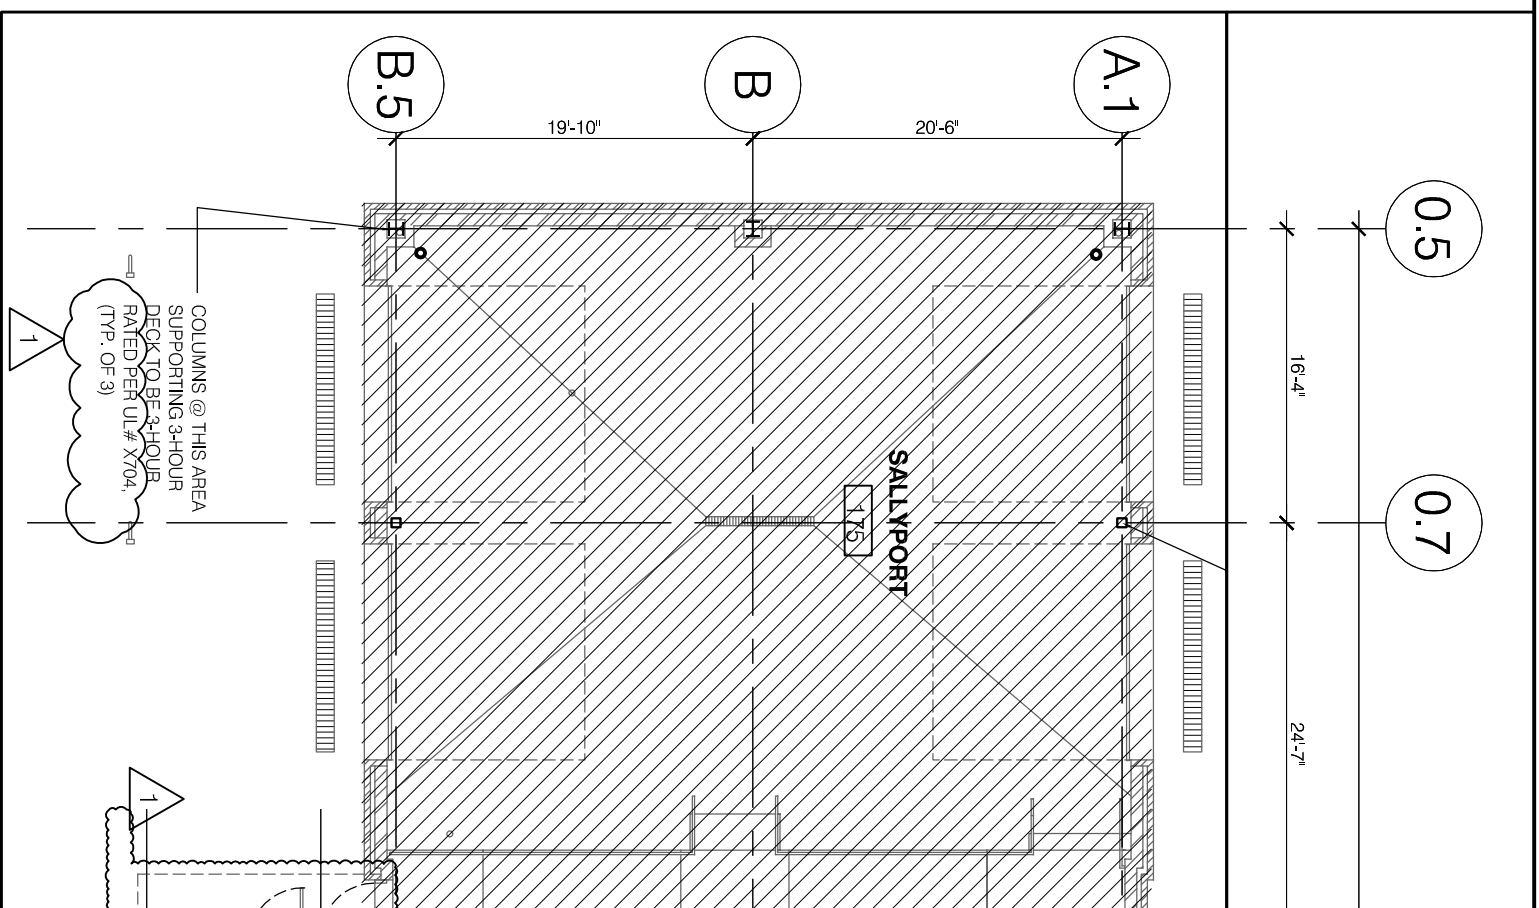 B.5
B
A.1
19'-10"
20'-6"
0.5
16'-4"
0.7
24'-7"
SALLYPORT
175
COLUMNS @ THIS AREA
SUPPORTING 3-HOUR
DECK TO BE 3-HOUR
RATED PER UL# X704,
(TYP. OF 3)
1
1